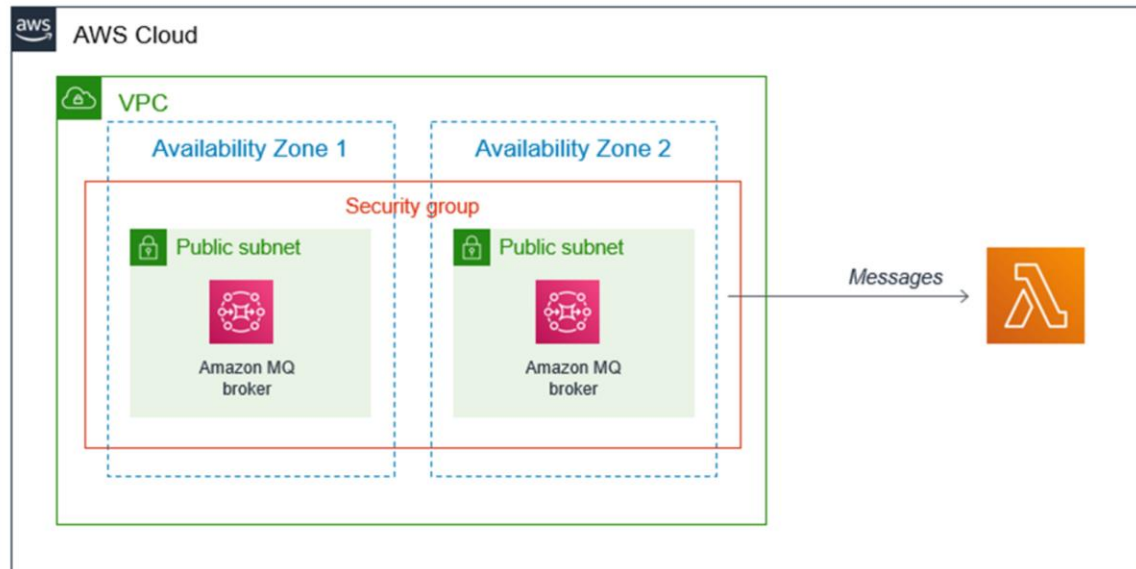 aws
AWS Cloud
VPC
Availability Zone 1
Availability Zone 2
Security group
Public subnet
Public subnet
Amazon MQ
broker
Amazon MQ
broker
Messages